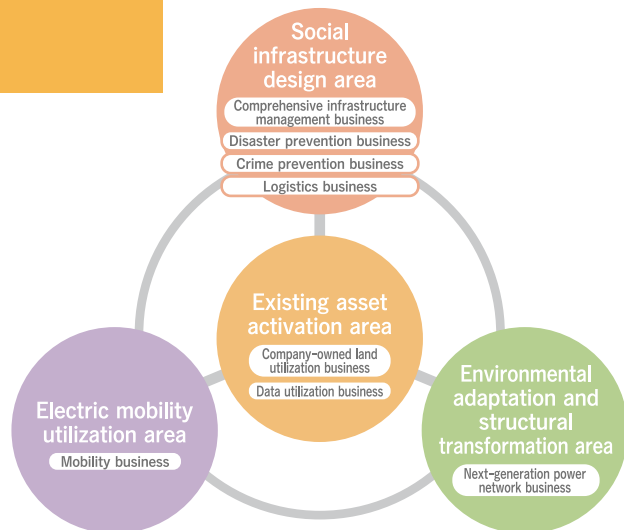 Social
infrastructure
design area
Comprehensive infrastructure
management business
Disaster prevention business
Crime prevention business
Logistics business
Existing asset
activation area
Company-owned land
utilization business
Data utilization business
Electric mobility
utilization area
Mobility business
Environmental
adaptation and
structural
transformation area
Next-generation power
network business